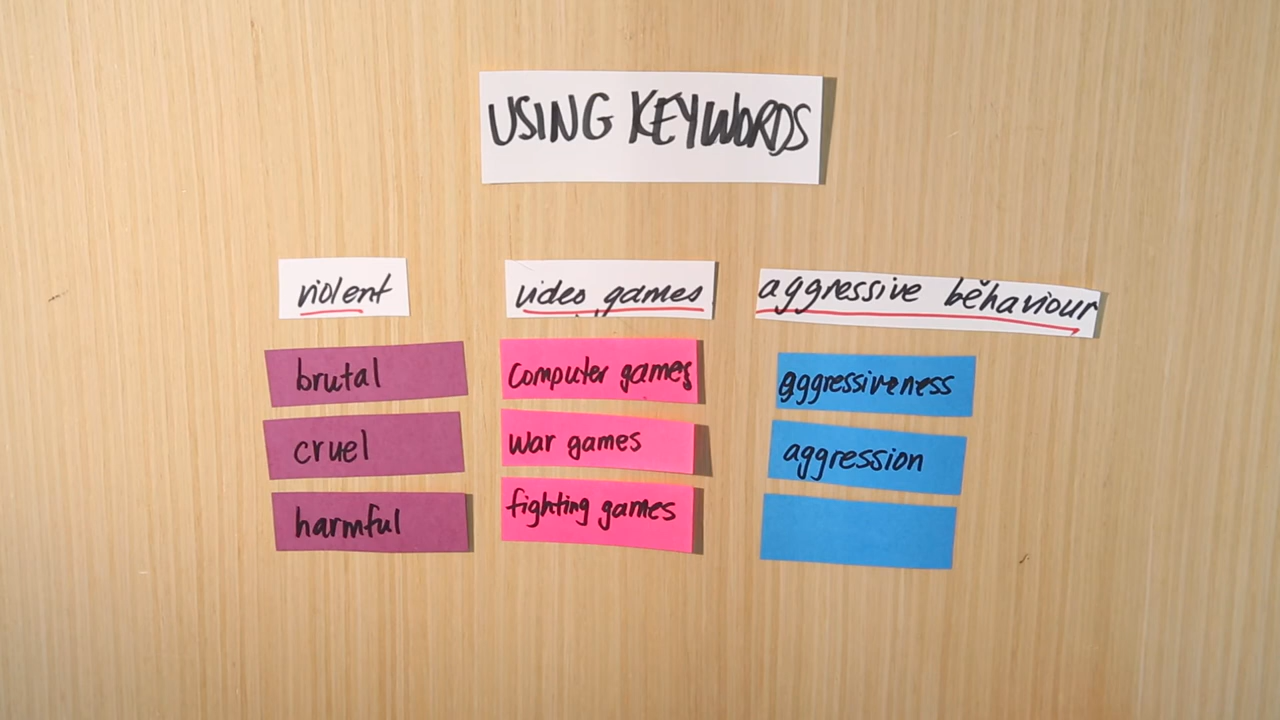 USING KEYWORDS
violent
video games
aggressive behaviour
brutal
computer games
aggressiveness
cruel
war games
aggression
harmful
fighting games